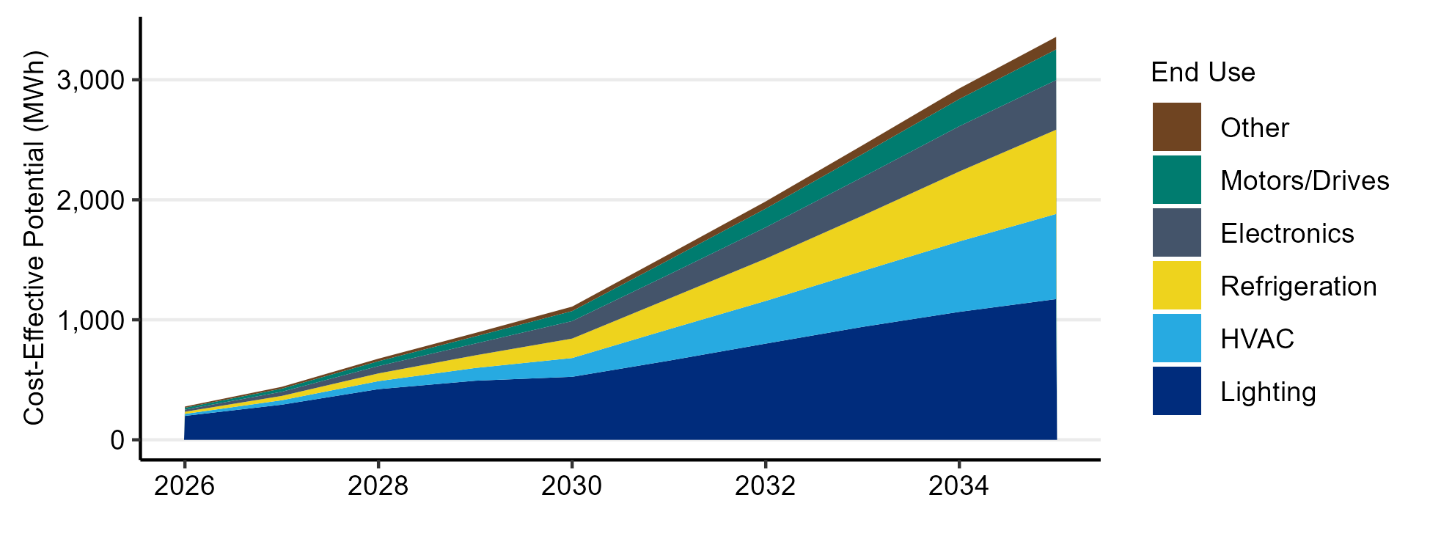 Cost-Effective Potential (MWh)
3,000
2,000
1,000
0
2026 2028 2030 2032 2034
End Use
Other
Motors/Drives
Electronics
Refrigeration
HVAC
Lighting